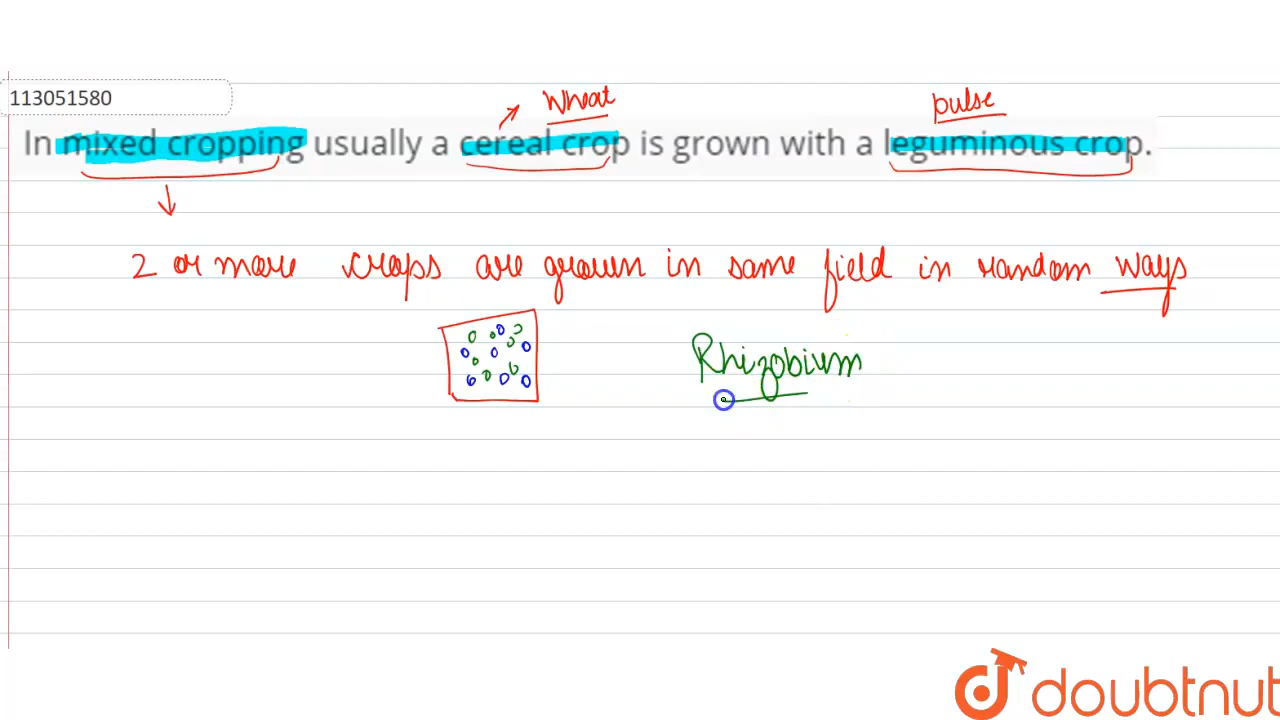 113051580
Wheat pulse
In mixed cropping usually a cereal crop is grown with a leguminous crop.
2 or more crops are grown in same field in random ways
Rhizobium
doubtnut